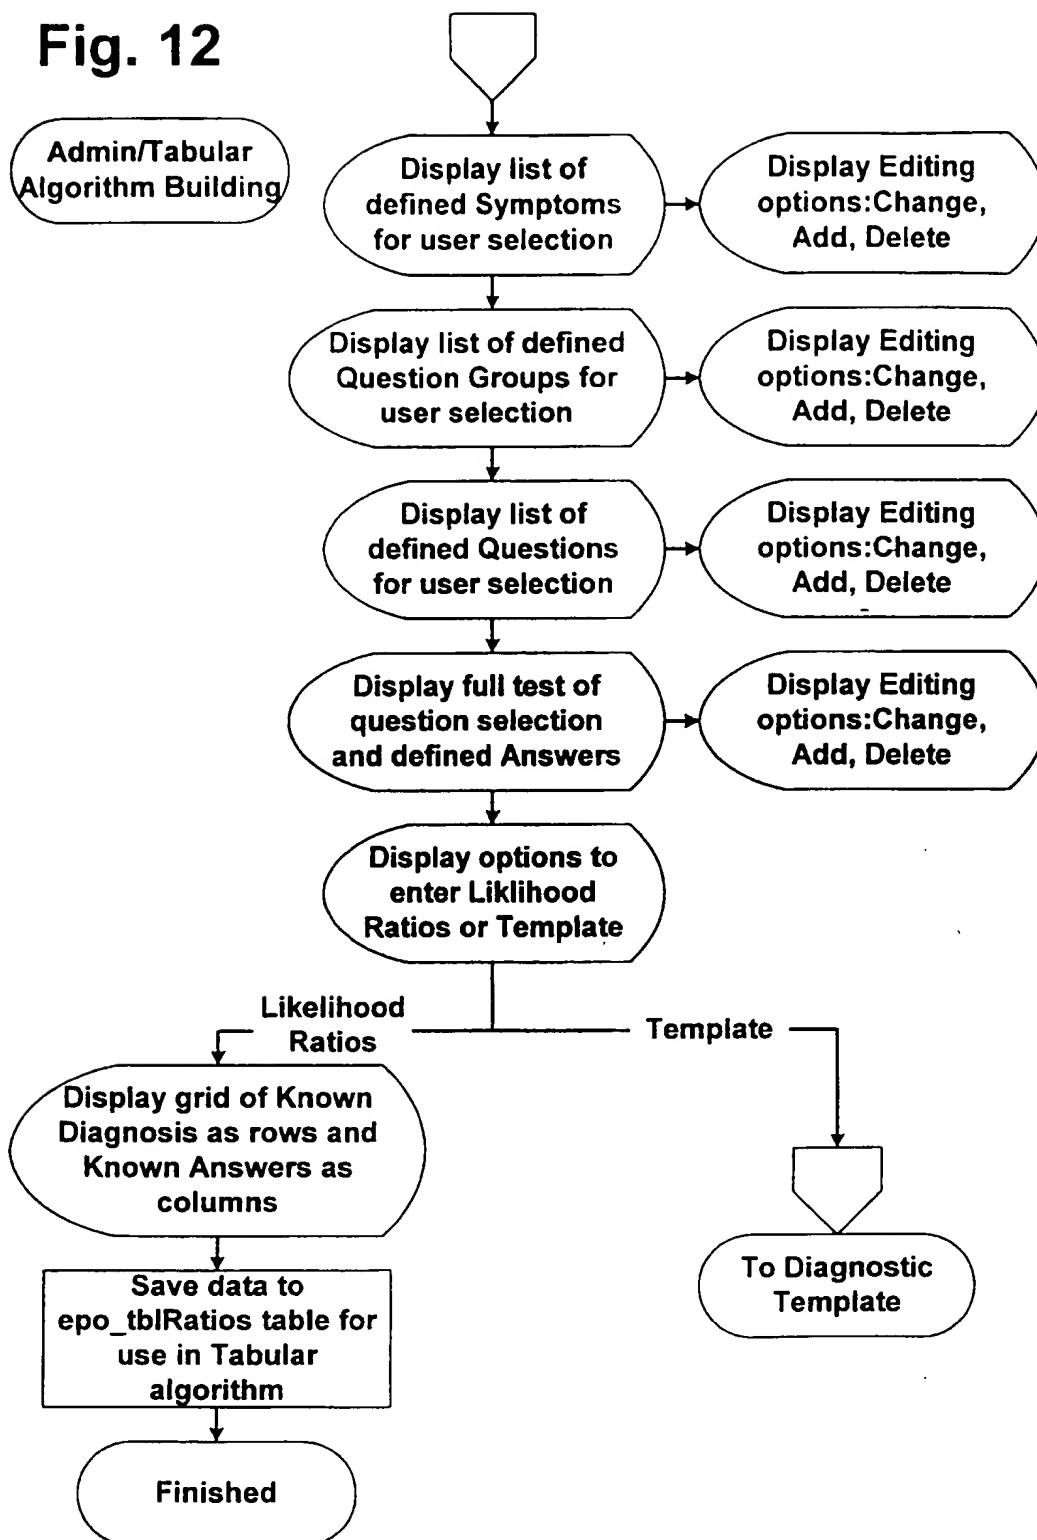 Fig. 12
Admin/Tabular
Algorithm Building
Display list of
defined Symptoms
for user selection
Display Editing
options:Change,
Add, Delete
Display list of defined
Question Groups for
user selection
Display Editing
options:Change,
Add, Delete
Display list of
defined Questions
for user selection
Display Editing
options:Change,
Add, Delete
Display full test of
question selection
and defined Answers
Display Editing
options:Change,
Add, Delete
Display options to
enter Liklihood
Ratios or Template
Likelihood
Ratios
Template
Display grid of Known
Diagnosis as rows and
Known Answers as
columns
Save data to
epo_tblRatios table for
use in Tabular
algorithm
Finished
To Diagnostic
Template